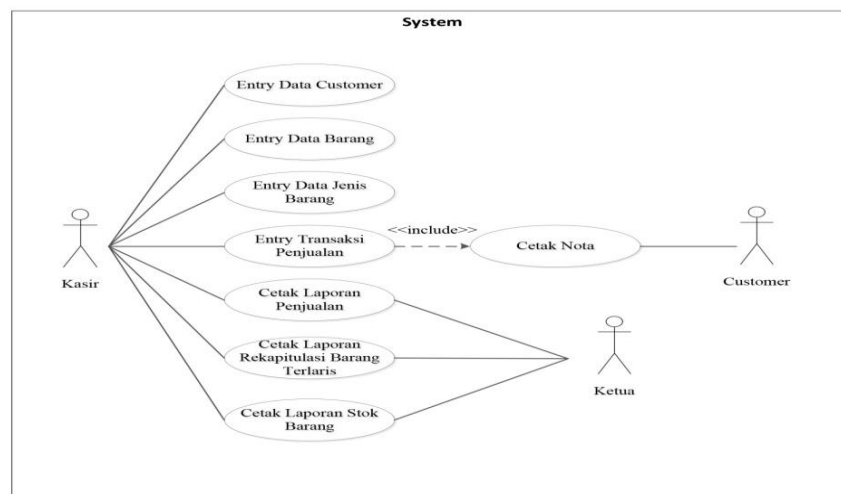 System
Entry Data Customer
Entry Data Barang
Entry Data Jenis
Barang
Entry Transaksi
Penjualan
<<include>>
Cetak Nota
Kasir
Customer
Cetak Laporan
Penjualan
Cetak Laporan
Rekapitulasi Barang
Terlaris
Ketua
Cetak Laporan Stok
Barang